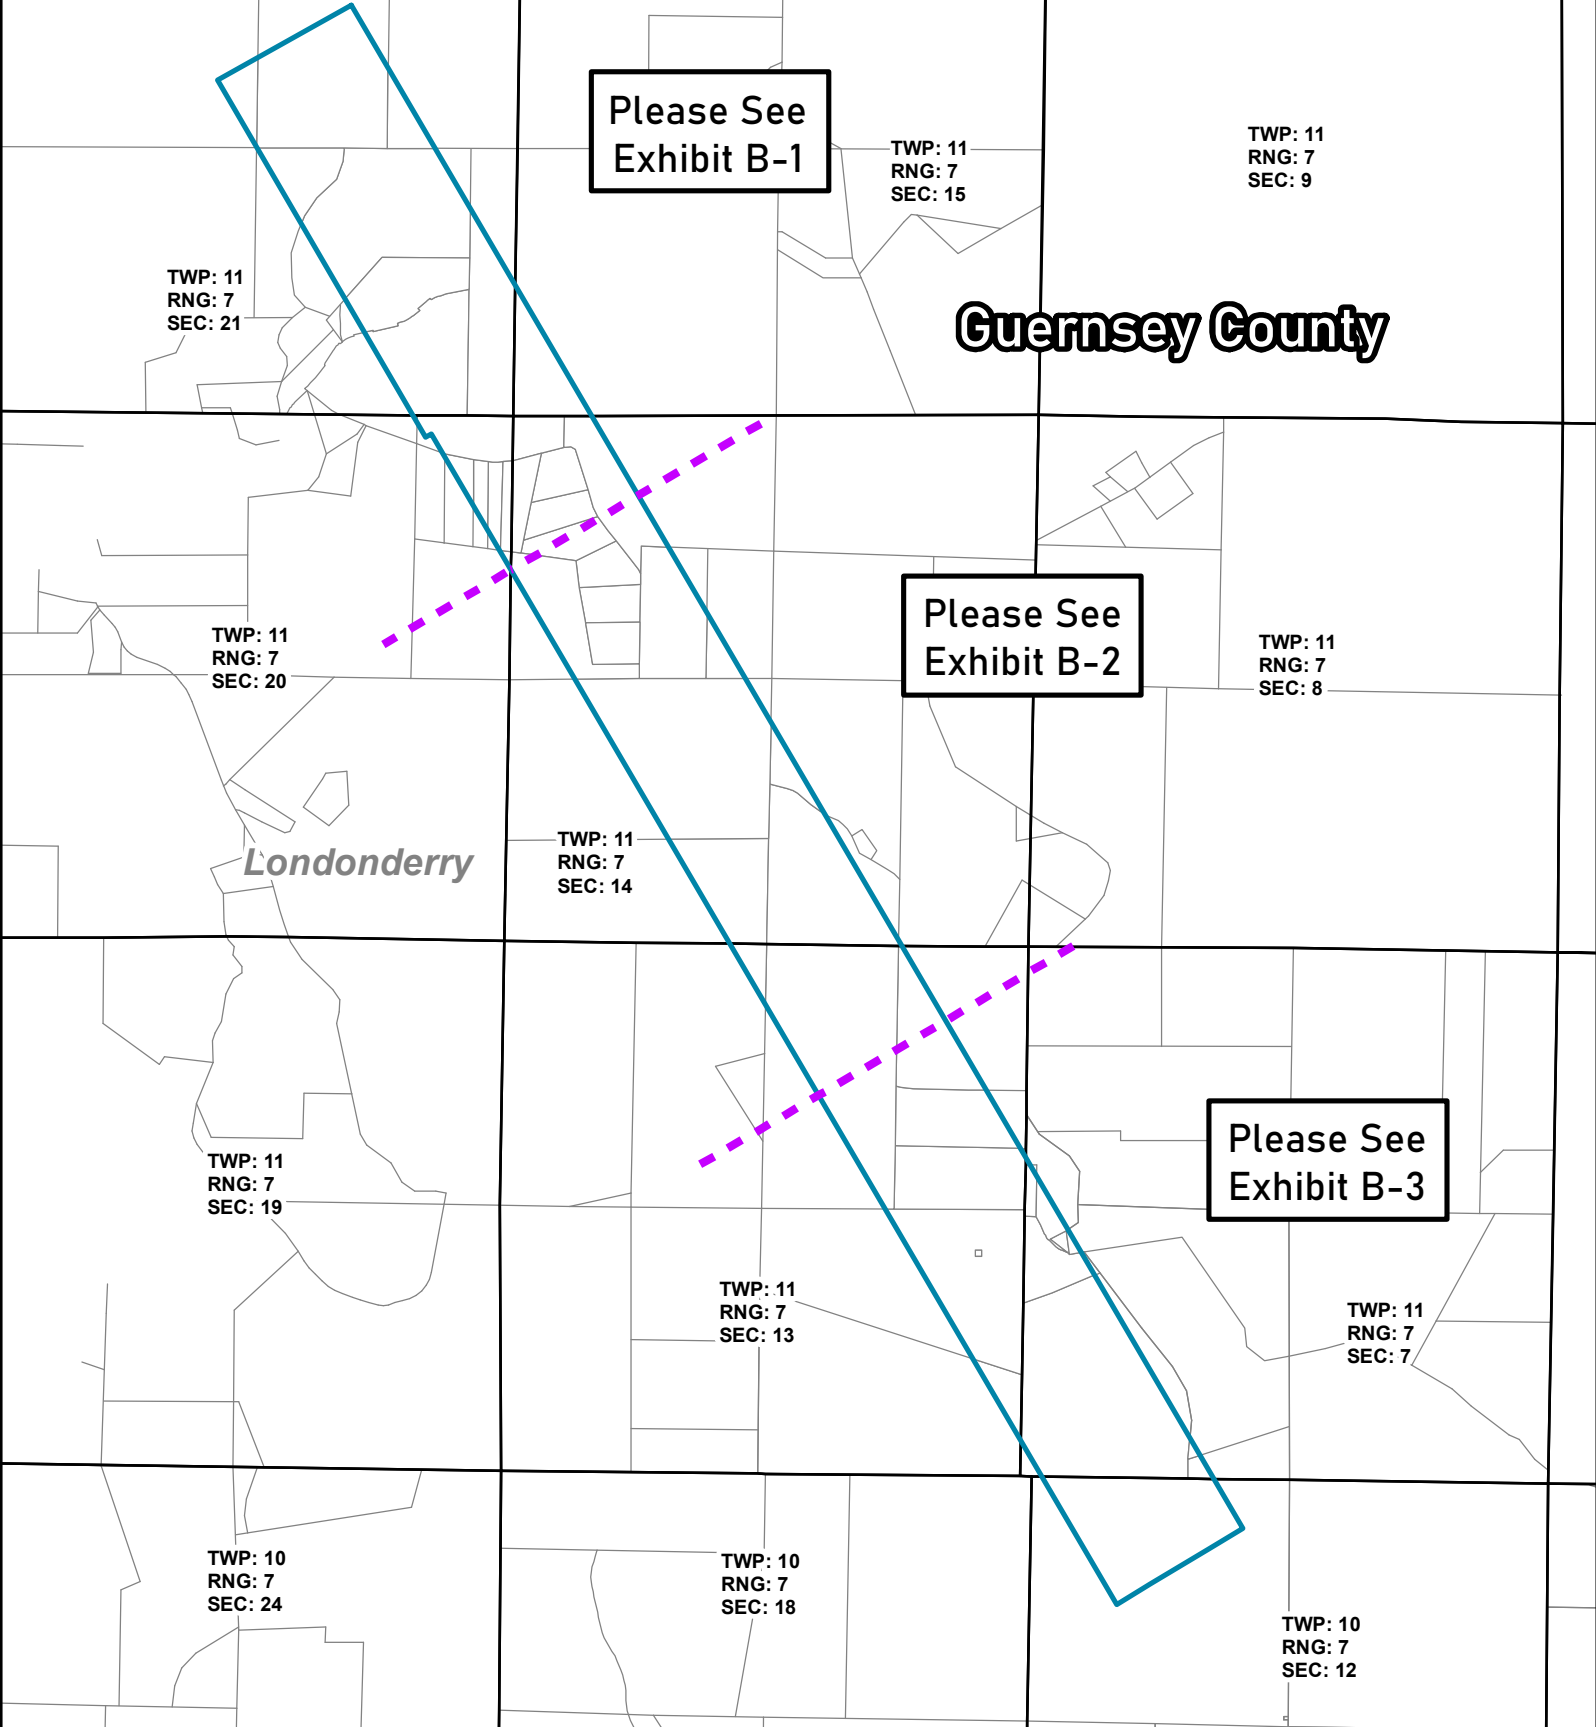 Please See
Exhibit B-1
TWP: 11
RNG: 7
SEC: 15
TWP: 11
RNG: 7
SEC: 9
TWP: 11
RNG: 7
SEC: 21
Guernsey County
Please See
Exhibit B-2
TWP: 11
RNG: 7
SEC: 20
TWP: 11
RNG: 7
SEC: 8
Londonderry
TWP: 11
RNG: 7
SEC: 14
Please See
Exhibit B-3
TWP: 11
RNG: 7
SEC: 19
TWP: 11
RNG: 7
SEC: 13
TWP: 11
RNG: 7
SEC: 7
TWP: 10
RNG: 7
SEC: 24
TWP: 10
RNG: 7
SEC: 18
TWP: 10
RNG: 7
SEC: 12